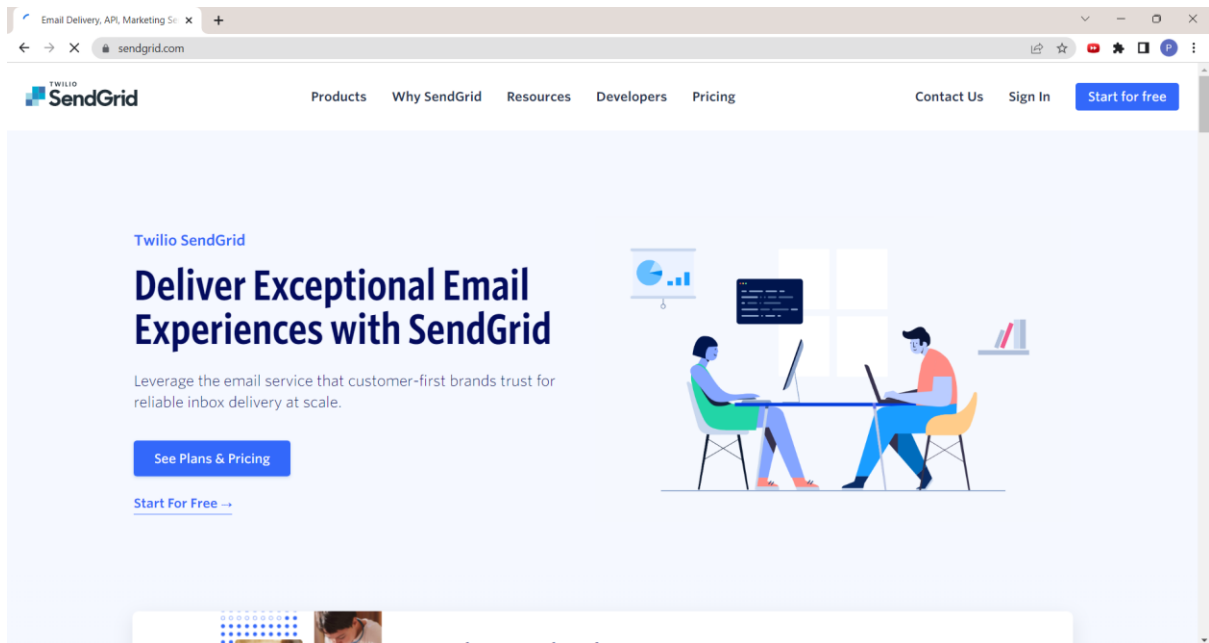 Email Delivery, API, Marketing Se
sendgrid.com
P
TWILIO
SendGrid
Products Why SendGrid Resources Developers Pricing Contact Us Sign In Start for free
Twilio SendGrid
Deliver Exceptional Email
Experiences with SendGrid
Leverage the email service that customer-first brands trust for
reliable inbox delivery at scale.
See Plans & Pricing
Start For Free →